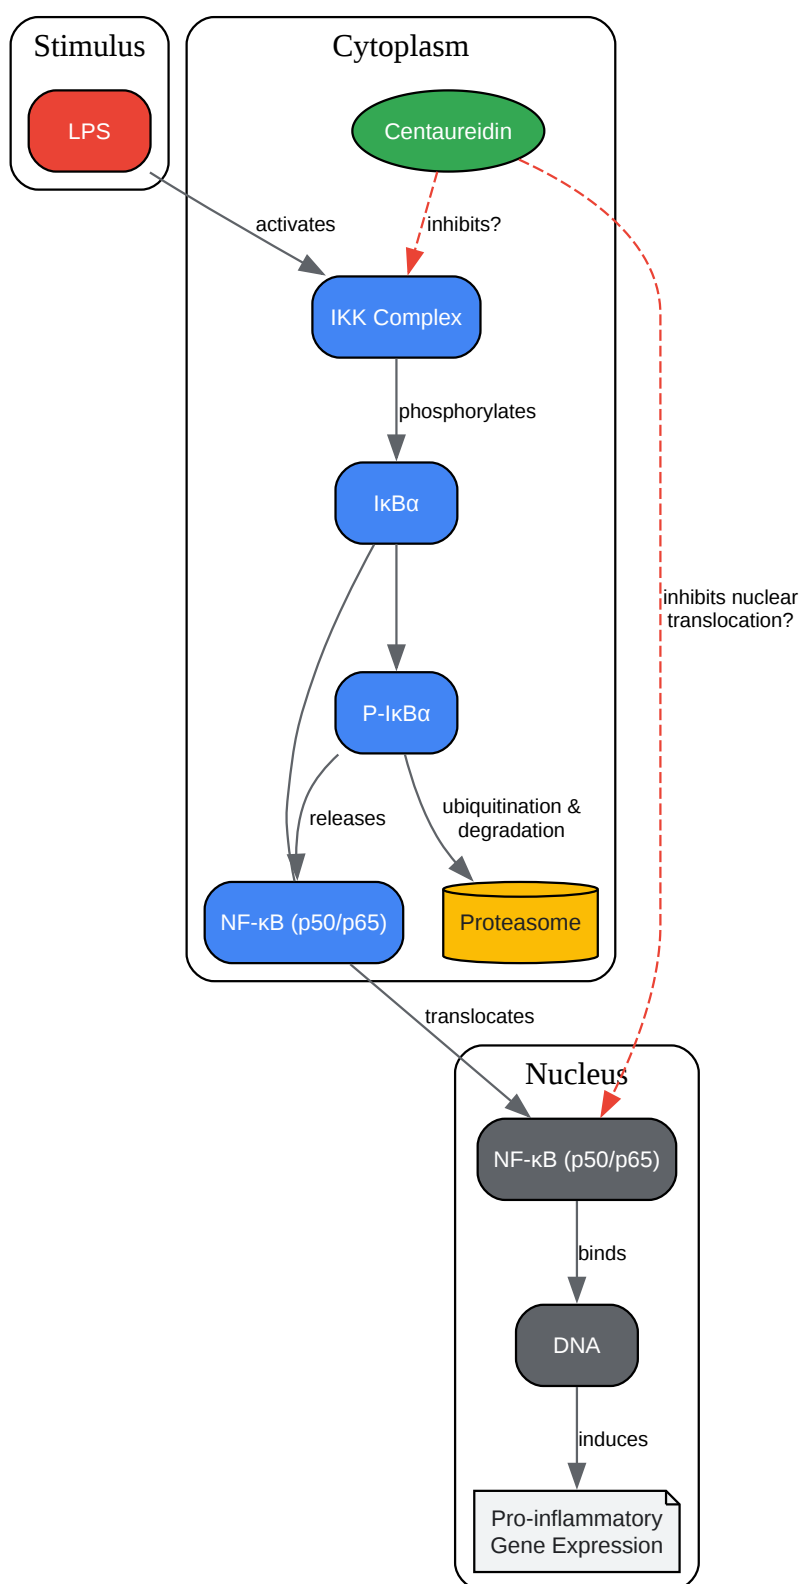 Stimulus
Cytoplasm
LPS
Centaureidin
activates
inhibits?
IKK Complex
phosphorylates
IκBα
inhibits nuclear
translocation?
P-IκBα
releases
ubiquitination &
degradation
NF-κB (p50/p65)
Proteasome
translocates
Nucleus
NF-κB (p50/p65)
binds
DNA
induces
Pro-inflammatory
Gene Expression